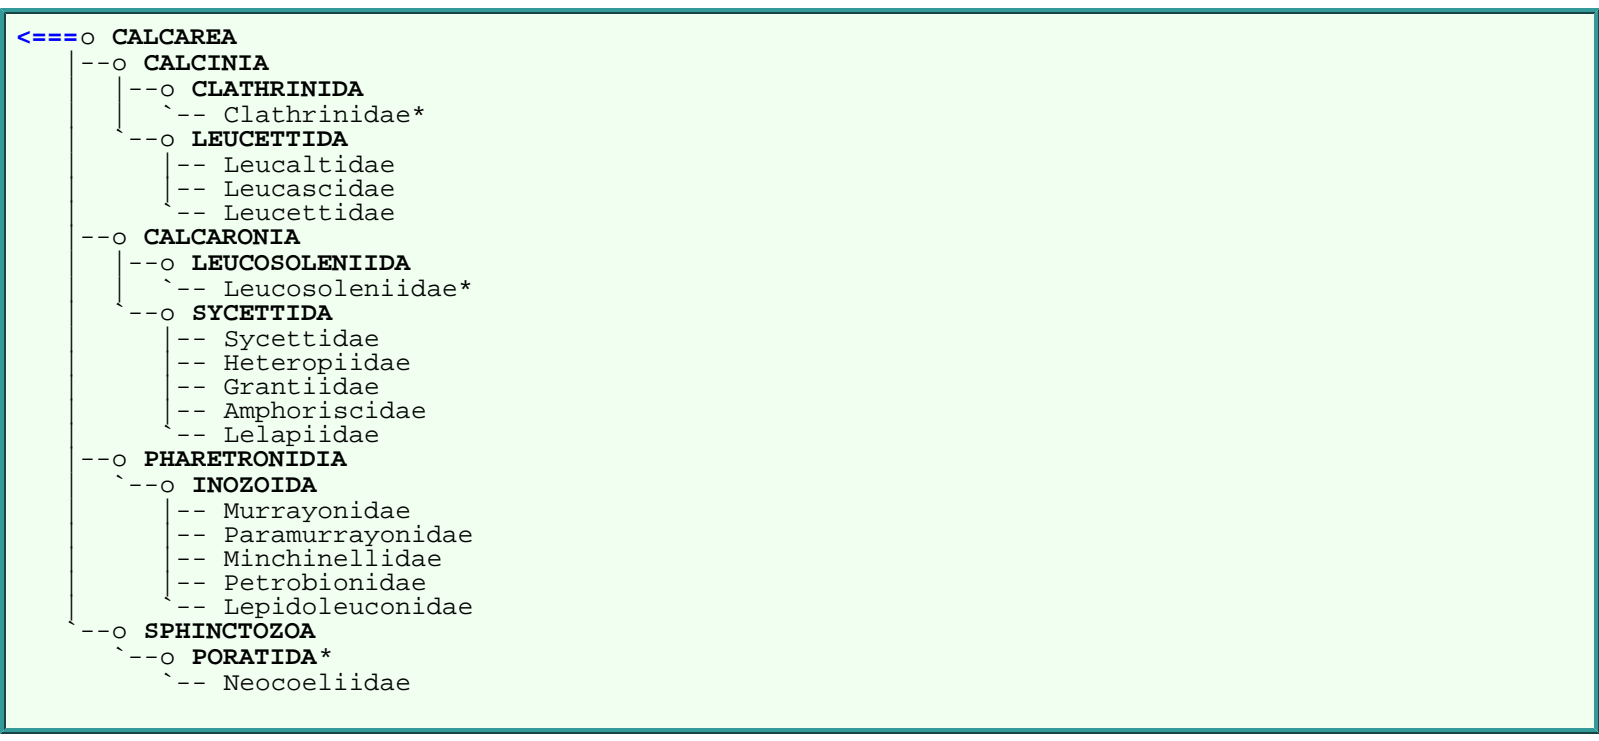 <===o CALCAREA
|--o CALCINIA
| |--o CLATHRINIDA
| | `-- Clathrinidae*
| `--o LEUCETTIDA
| |-- Leucaltidae
| |-- Leucascidae
| `-- Leucettidae
|--o CALCARONIA
| |--o LEUCOSOLENIIDA
| | `-- Leucosoleniidae*
| `--o SYCETTIDA
| |-- Sycettidae
| |-- Heteropiidae
| |-- Grantiidae
| |-- Amphoriscidae
| `-- Lelapiidae
|--o PHARETRONIDIA
| `--o INOZOIDA
| |-- Murrayonidae
| |-- Paramurrayonidae
| |-- Minchinellidae
| |-- Petrobionidae
| `-- Lepidoleuconidae
`--o SPHINCTOZOA
`--o PORATIDA*
`-- Neocoeliidae